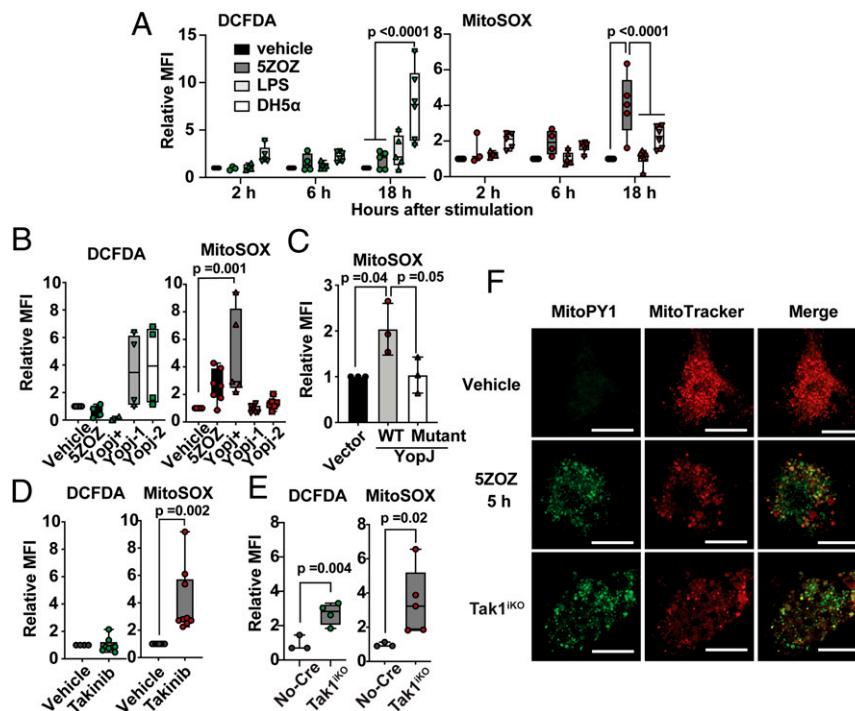 A
DCFDA
MitoSOX
vehicle
5ZOZ
LPS
DH5α
p <0.0001
p <0.0001
Relative MFI
15
10
5
0
6
4
2
0
2 h
6 h
18 h
2 h
6 h
18 h
Hours after stimulation
B
DCFDA
MitoSOX
p =0.001
Relative MFI
10
8
6
4
2
0
10
8
6
4
2
0
Vehicle
5ZOZ
Yopj+
Yopj-1
Yopj-2
Vehicle
5ZOZ
Yopj+
Yopj-1
Yopj-2
C
MitoSOX
p =0.04
p =0.05
Relative MFI
3
2
1
0
Vector
WT Mutant
YopJ
D
DCFDA
MitoSOX
p =0.002
Relative MFI
10
8
6
4
2
0
10
8
6
4
2
0
Vehicle
Takinib
Vehicle
Takinib
E
DCFDA
MitoSOX
p =0.004
p =0.02
Relative MFI
8
6
4
2
0
8
6
4
2
0
No-Cre
Tak1iKO
No-Cre
Tak1iKO
F
MitoPY1
MitoTracker
Merge
Vehicle
5ZOZ
5 h
Tak1iKO